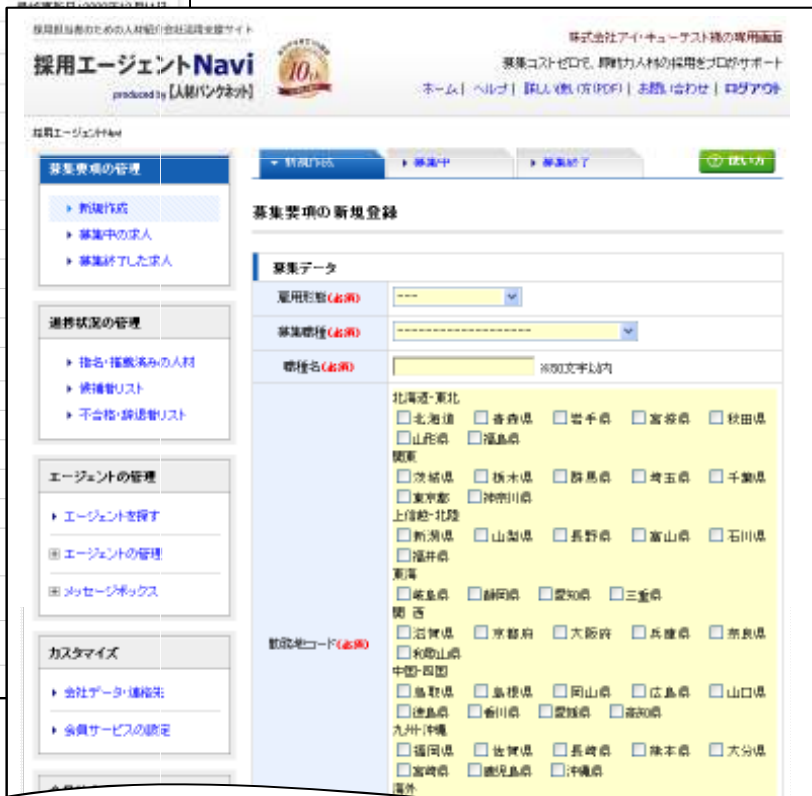 採用担当者のための人材紹介会社活用支援サイト
採用エージェントNavi
produced by【人材バンクネット】
10th
株式会社アイ・キューテスト様の専用画面
募集コストゼロで、即戦力人材の採用をプロがサポート
ホーム | ヘルプ | 詳しい使い方(PDF) | お問い合わせ | ログアウト
採用エージェントNavi
募集要項の管理
新規作成
募集中の求人
募集終了した求人
進捗状況の管理
指名・推薦済みの人材
候補者リスト
不合格・辞退者リスト
エージェントの管理
エージェントを探す
エージェントの管理
メッセージボックス
カスタマイズ
会社データ・連絡先
会員サービスの設定
新規作成
募集中
募集終了
使い方
募集要項の新規登録
募集データ
雇用形態(必須)
---
募集職種(必須)
-------------------
職種名(必須)
※50文字以内
勤務地コード(必須)
北海道・東北
北海道 青森県 岩手県 宮城県 秋田県
山形県 福島県
関東
茨城県 栃木県 群馬県 埼玉県 千葉県
東京都 神奈川県
上信越・北陸
新潟県 山梨県 長野県 富山県 石川県
福井県
東海
岐阜県 静岡県 愛知県 三重県
関西
滋賀県 京都府 大阪府 兵庫県 奈良県
和歌山県
中国・四国
鳥取県 島根県 岡山県 広島県 山口県
徳島県 香川県 愛媛県 高知県
九州・沖縄
福岡県 佐賀県 長崎県 熊本県 大分県
宮崎県 鹿児島県 沖縄県
海外